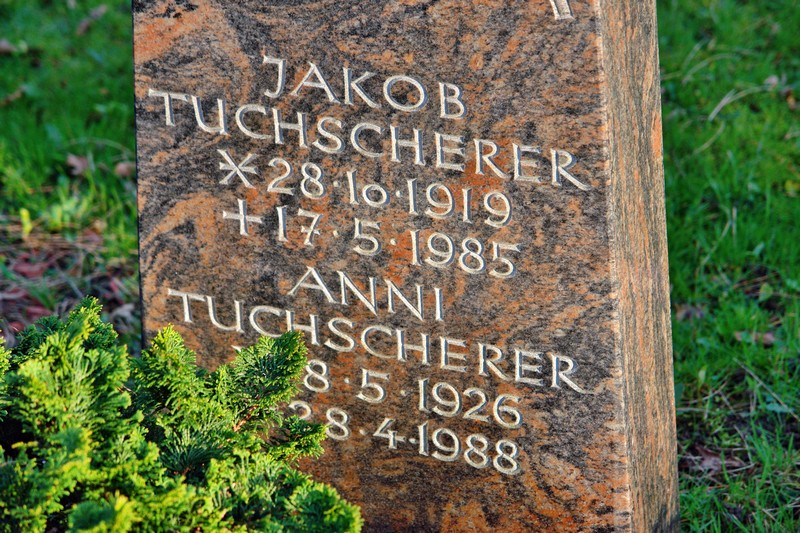 JAKOB
TUCHSCHERER
* 28·10·1919
+ 17·5·1985
ANNI
TUCHSCHERER
8·5·1926
28·4·1988